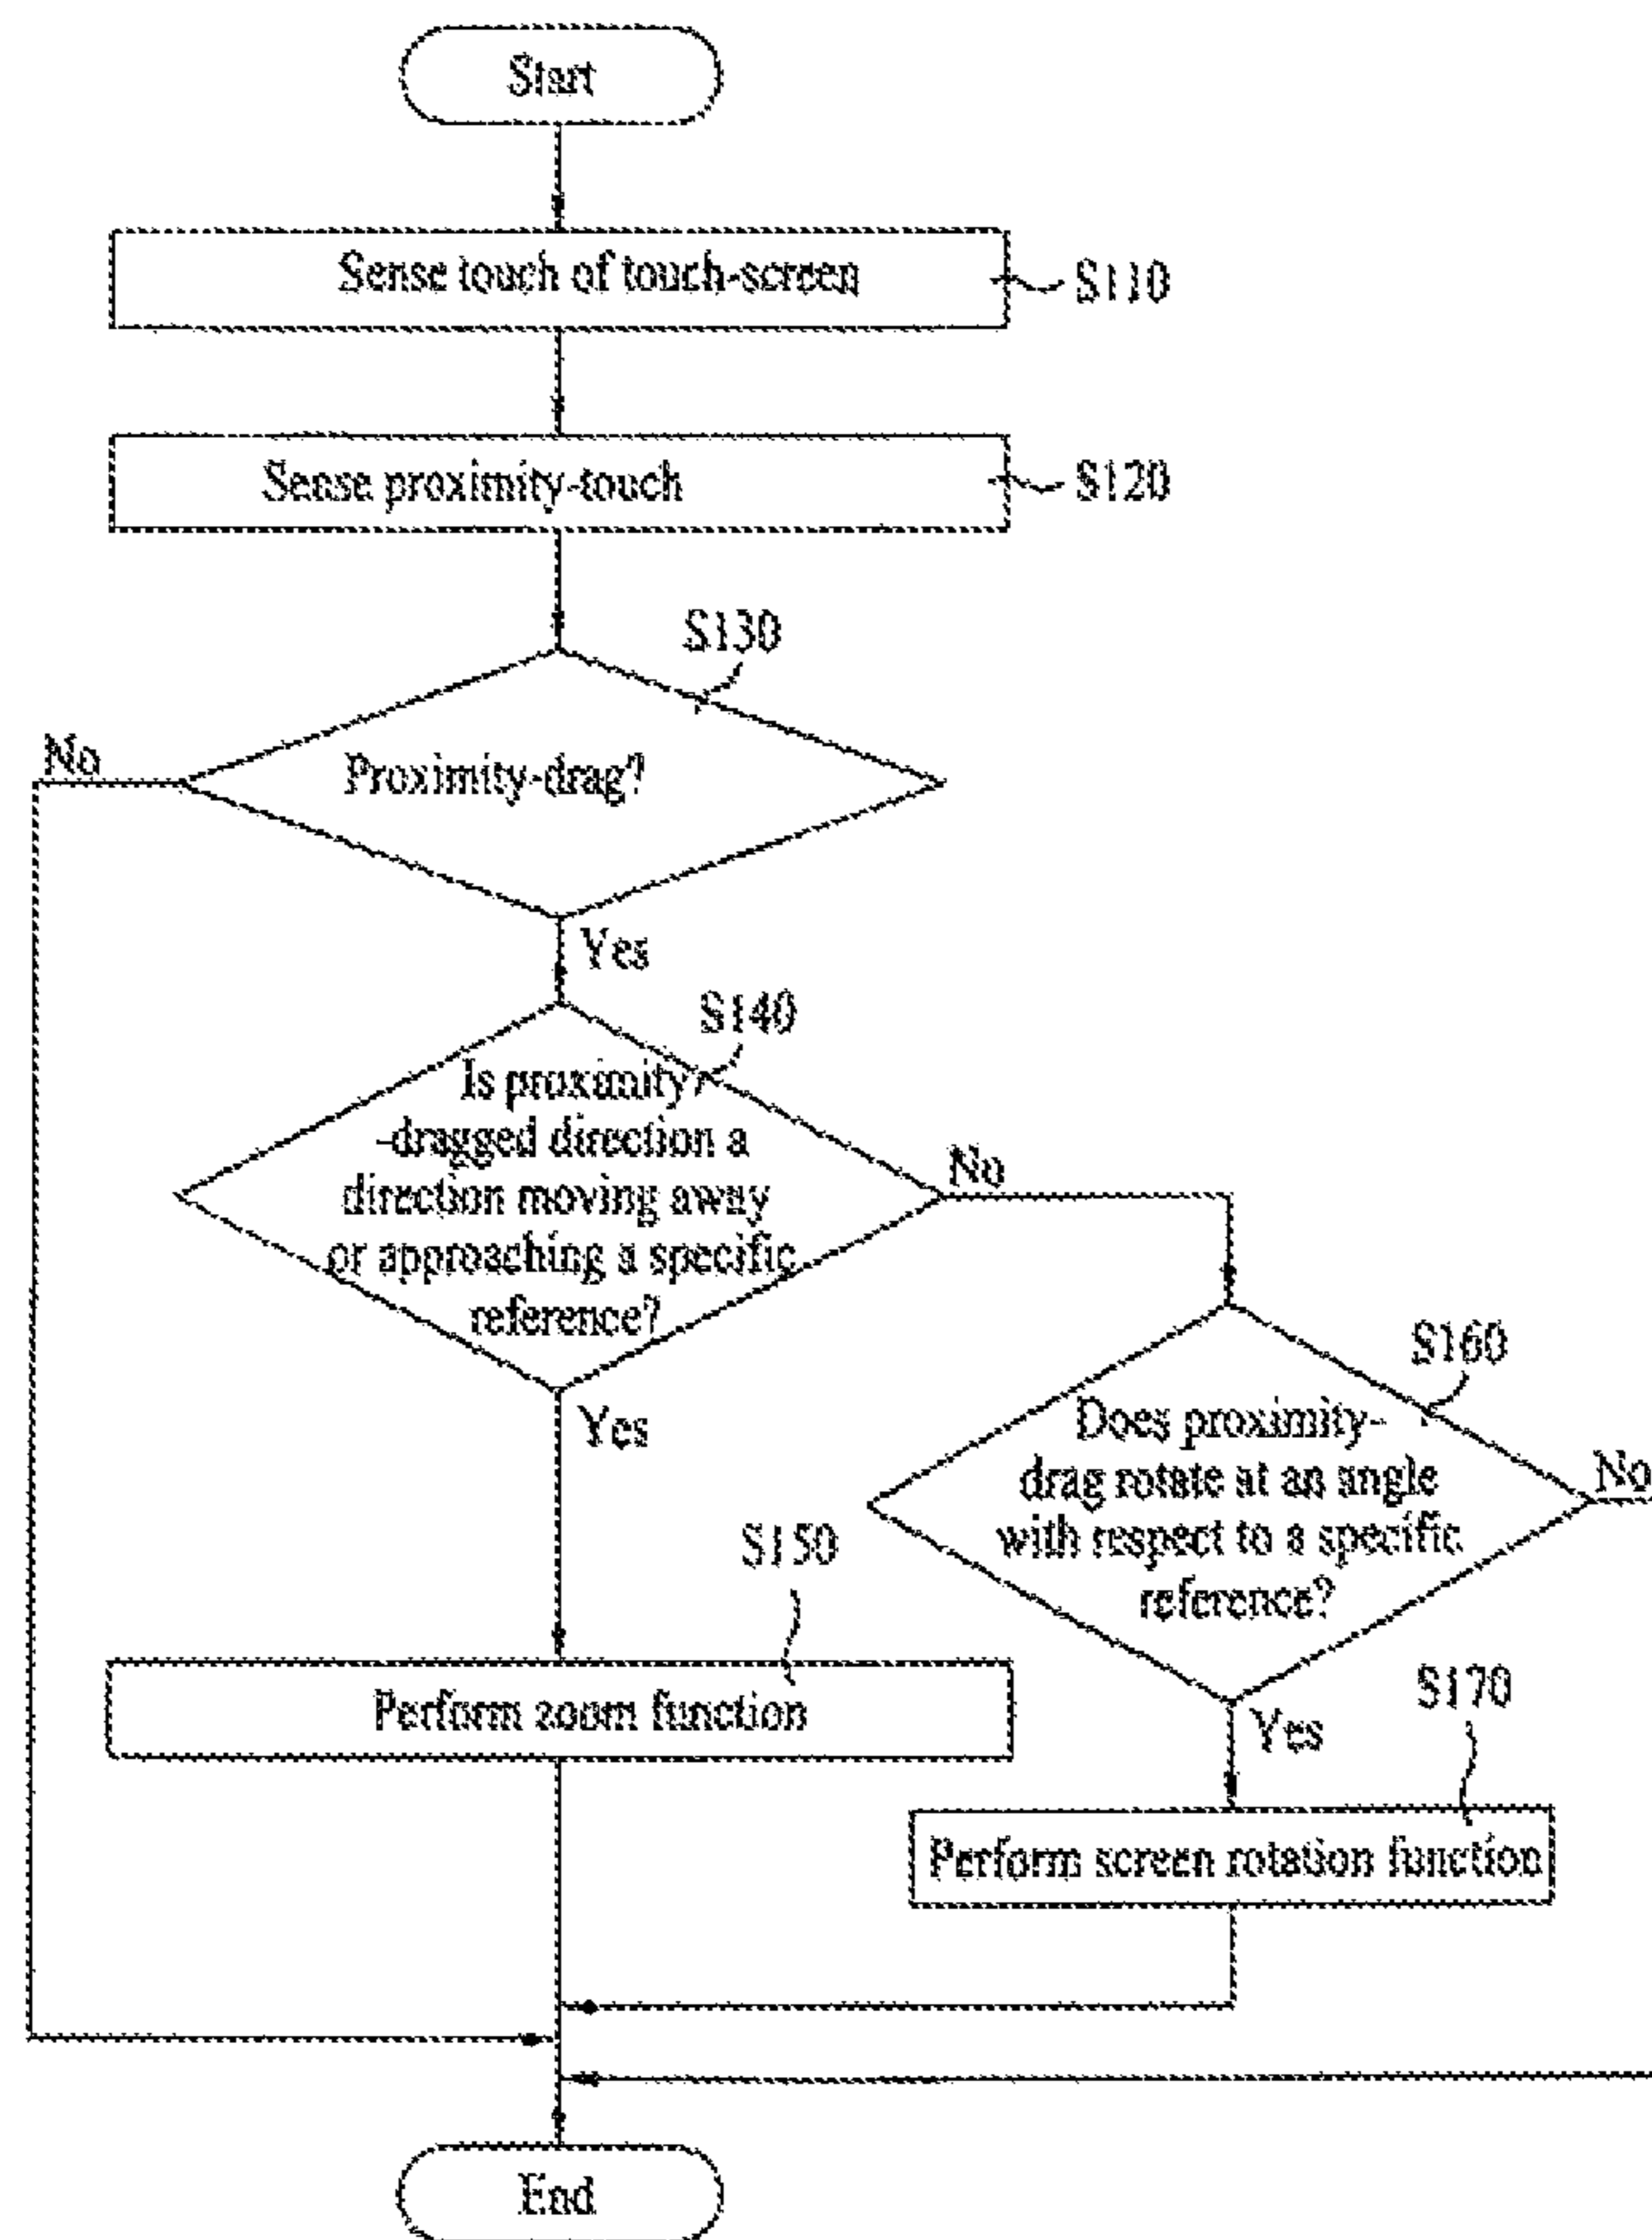 Start
Sense touch of touch-screen
S110
Sense proximity-touch
S120
S130
No
Proximity-drag?
Yes
S140
Is proximity
-dragged direction a
direction moving away
or approaching a specific
reference?
No
Yes
S160
Does proximity-
drag rotate at an angle
with respect to a specific
reference?
No
S150
Perform zoom function
Yes
S170
Perform screen rotation function
End